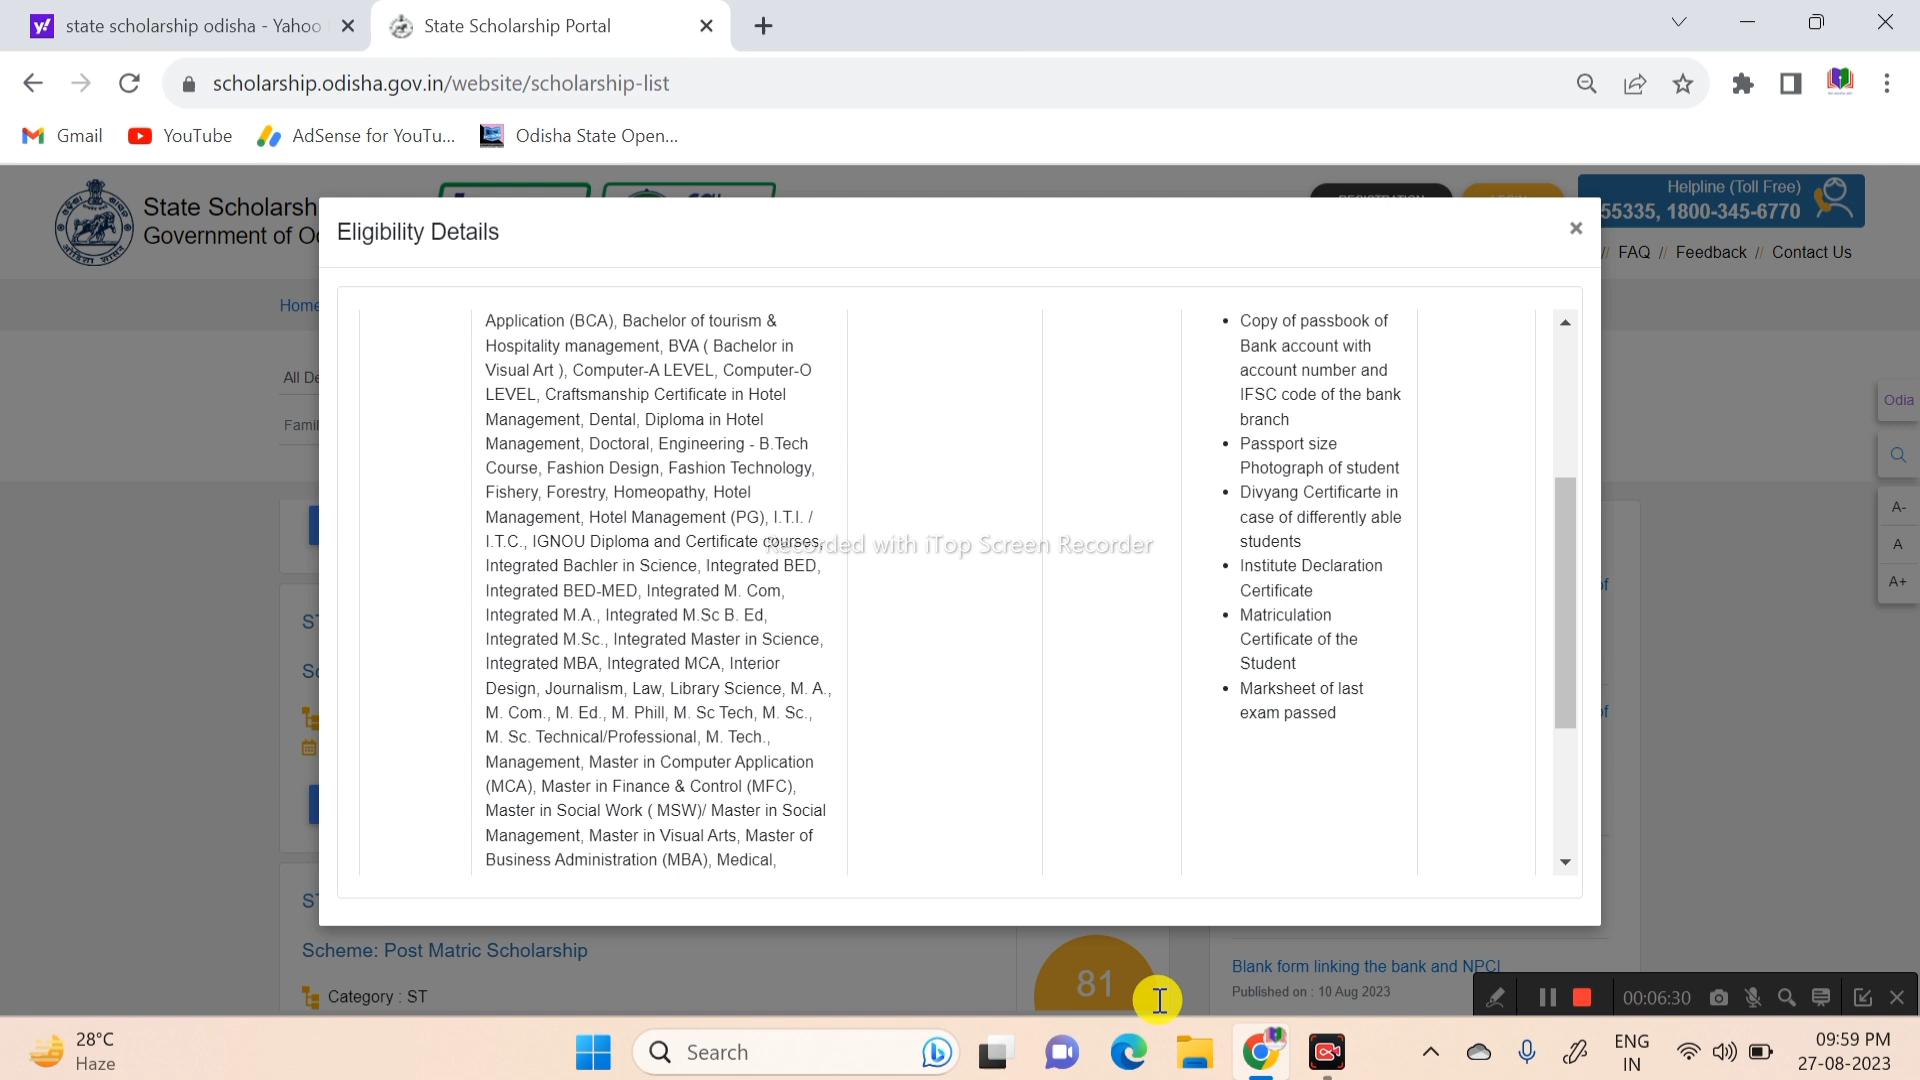 state scholarship odisha - Yahoo
State Scholarship Portal
scholarship.odisha.gov.in/website/scholarship-list
Gmail
YouTube
AdSense for YouTu...
Odisha State Open...
State Scholarsh
Government of O
Helpline (Toll Free)
55335, 1800-345-6770
// FAQ // Feedback // Contact Us
Home
All De
Famil
Eligibility Details
×
Application (BCA), Bachelor of tourism &
Hospitality management, BVA ( Bachelor in
Visual Art ), Computer-A LEVEL, Computer-O
LEVEL, Craftsmanship Certificate in Hotel
Management, Dental, Diploma in Hotel
Management, Doctoral, Engineering - B.Tech
Course, Fashion Design, Fashion Technology,
Fishery, Forestry, Homeopathy, Hotel
Management, Hotel Management (PG), I.T.I. /
I.T.C., IGNOU Diploma and Certificate courses,
Integrated Bachler in Science, Integrated BED,
Integrated BED-MED, Integrated M. Com,
Integrated M.A., Integrated M.Sc B. Ed,
Integrated M.Sc., Integrated Master in Science,
Integrated MBA, Integrated MCA, Interior
Design, Journalism, Law, Library Science, M. A.,
M. Com., M. Ed., M. Phill, M. Sc Tech, M. Sc.,
M. Sc. Technical/Professional, M. Tech.,
Management, Master in Computer Application
(MCA), Master in Finance & Control (MFC),
Master in Social Work ( MSW)/ Master in Social
Management, Master in Visual Arts, Master of
Business Administration (MBA), Medical,
• Copy of passbook of
Bank account with
account number and
IFSC code of the bank
branch
• Passport size
Photograph of student
• Divyang Certificarte in
case of differently able
students
• Institute Declaration
Certificate
• Matriculation
Certificate of the
Student
• Marksheet of last
exam passed
Recorded with iTop Screen Recorder
Odia
A-
A
A+
ST
Sc
of
of
S
Scheme: Post Matric Scholarship
Category : ST
81
Blank form linking the bank and NPCI
Published on : 10 Aug 2023
00:06:30
28°C
Haze
Search
ENG
IN
09:59 PM
27-08-2023